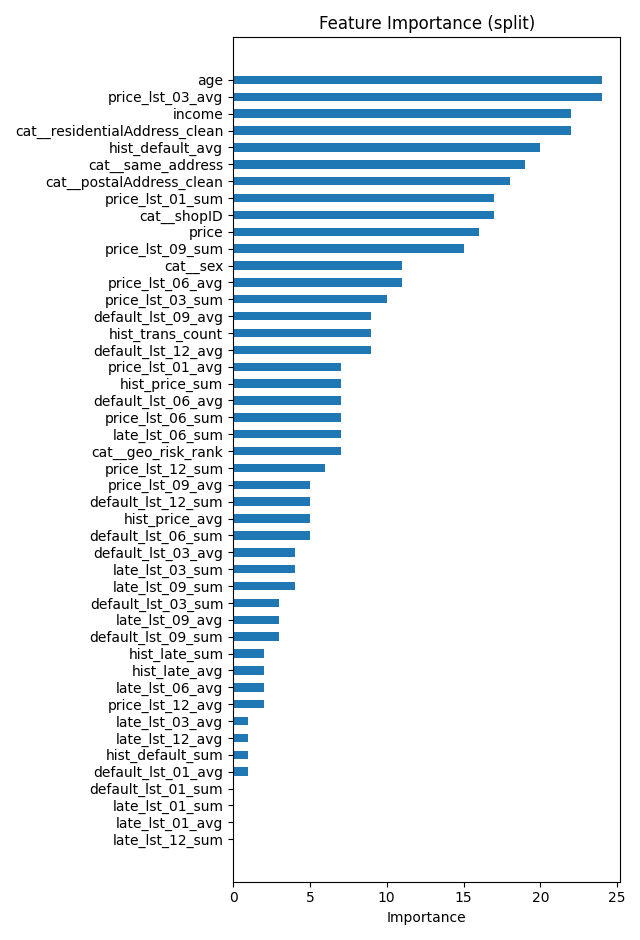 Feature Importance (split)
age
price_lst_03_avg
income
cat__residentialAddress_clean
hist_default_avg
cat__same_address
cat__postalAddress_clean
price_lst_01_sum
cat__shopID
price
price_lst_09_sum
cat__sex
price_lst_06_avg
price_lst_03_sum
default_lst_09_avg
hist_trans_count
default_lst_12_avg
price_lst_01_avg
hist_price_sum
default_lst_06_avg
price_lst_06_sum
late_lst_06_sum
cat__geo_risk_rank
price_lst_12_sum
price_lst_09_avg
default_lst_12_sum
hist_price_avg
default_lst_06_sum
default_lst_03_avg
late_lst_03_sum
late_lst_09_sum
default_lst_03_sum
late_lst_09_avg
default_lst_09_sum
hist_late_sum
hist_late_avg
late_lst_06_avg
price_lst_12_avg
late_lst_03_avg
late_lst_12_avg
hist_default_sum
default_lst_01_avg
default_lst_01_sum
late_lst_01_sum
late_lst_01_avg
late_lst_12_sum
0 5 10 15 20 25
Importance